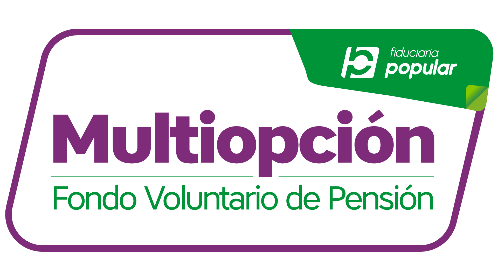 fiduciaria
popular
Multiopción
Fondo Voluntario de Pensión